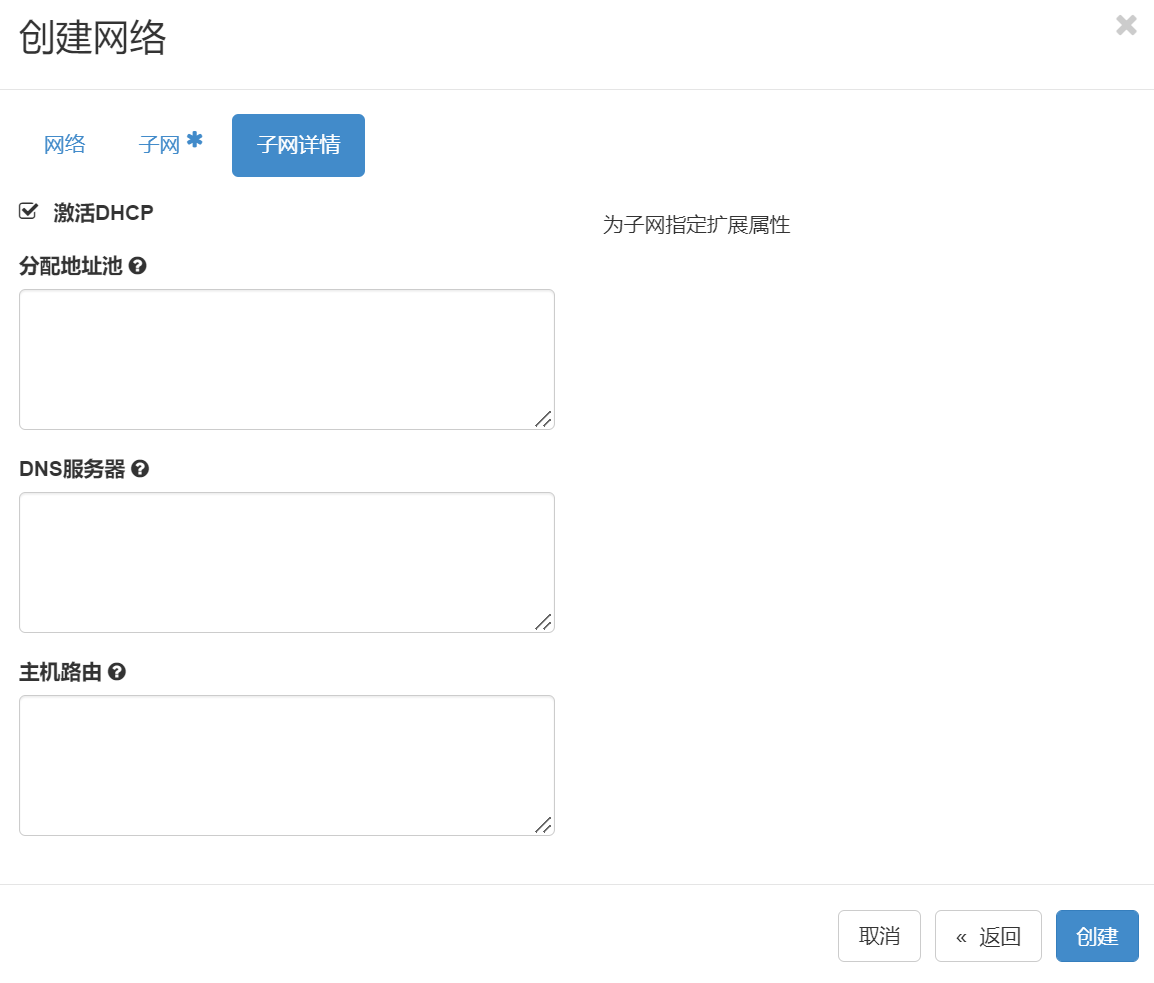 创建网络
网络 子网 * 子网详情
激活DHCP
为子网指定扩展属性
分配地址池
DNS服务器
主机路由
取消 « 返回 创建